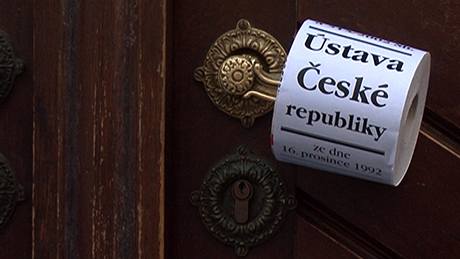 Ústava
České
republiky
ze dne
16. prosince 1992